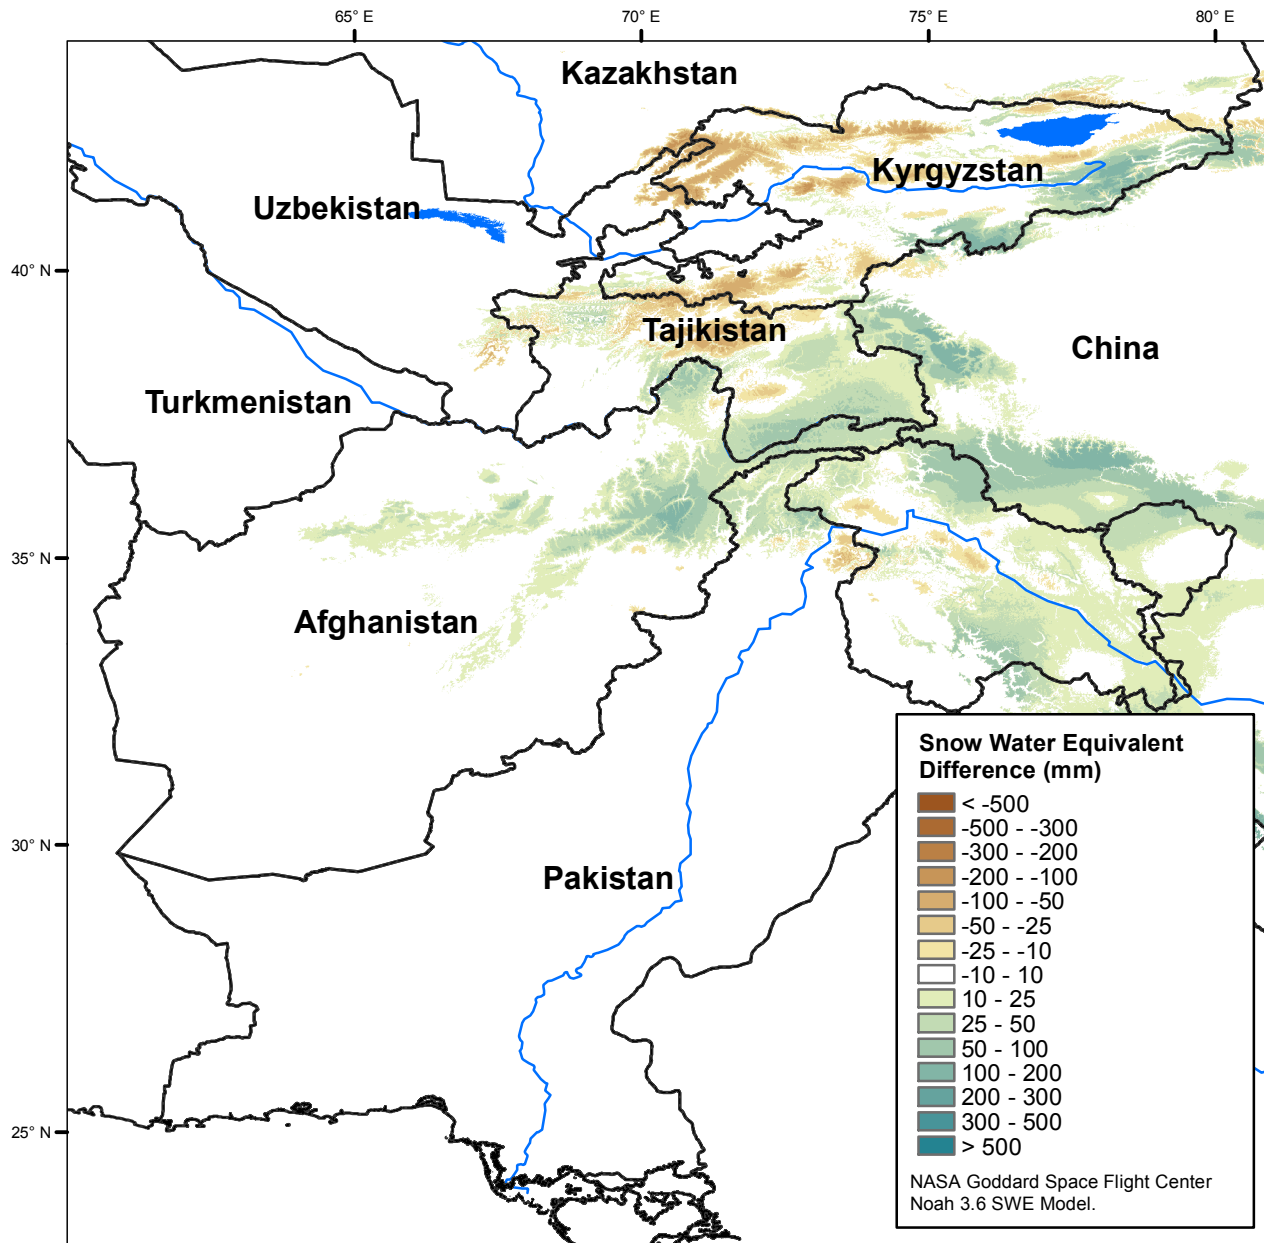 65° E
70° E
75° E
80° E
Kazakhstan
Kyrgyzstan
Uzbekistan
40° N
Tajikistan
China
Turkmenistan
35° N
Afghanistan
Snow Water Equivalent
Difference (mm)
< -500
-500 - -300
-300 - -200
-200 - -100
-100 - -50
-50 - -25
-25 - -10
-10 - 10
10 - 25
25 - 50
50 - 100
100 - 200
200 - 300
300 - 500
> 500
30° N
Pakistan
25° N
NASA Goddard Space Flight Center
Noah 3.6 SWE Model.